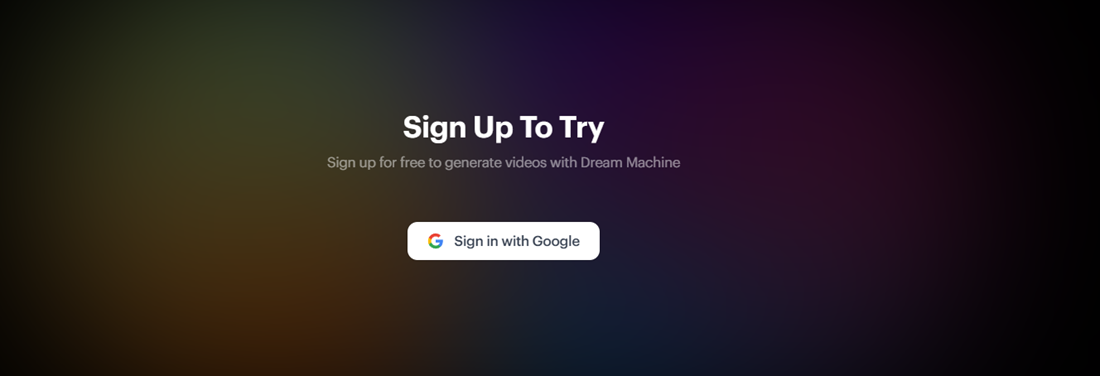 Sign Up To Try
Sign up for free to generate videos with Dream Machine
Sign in with Google